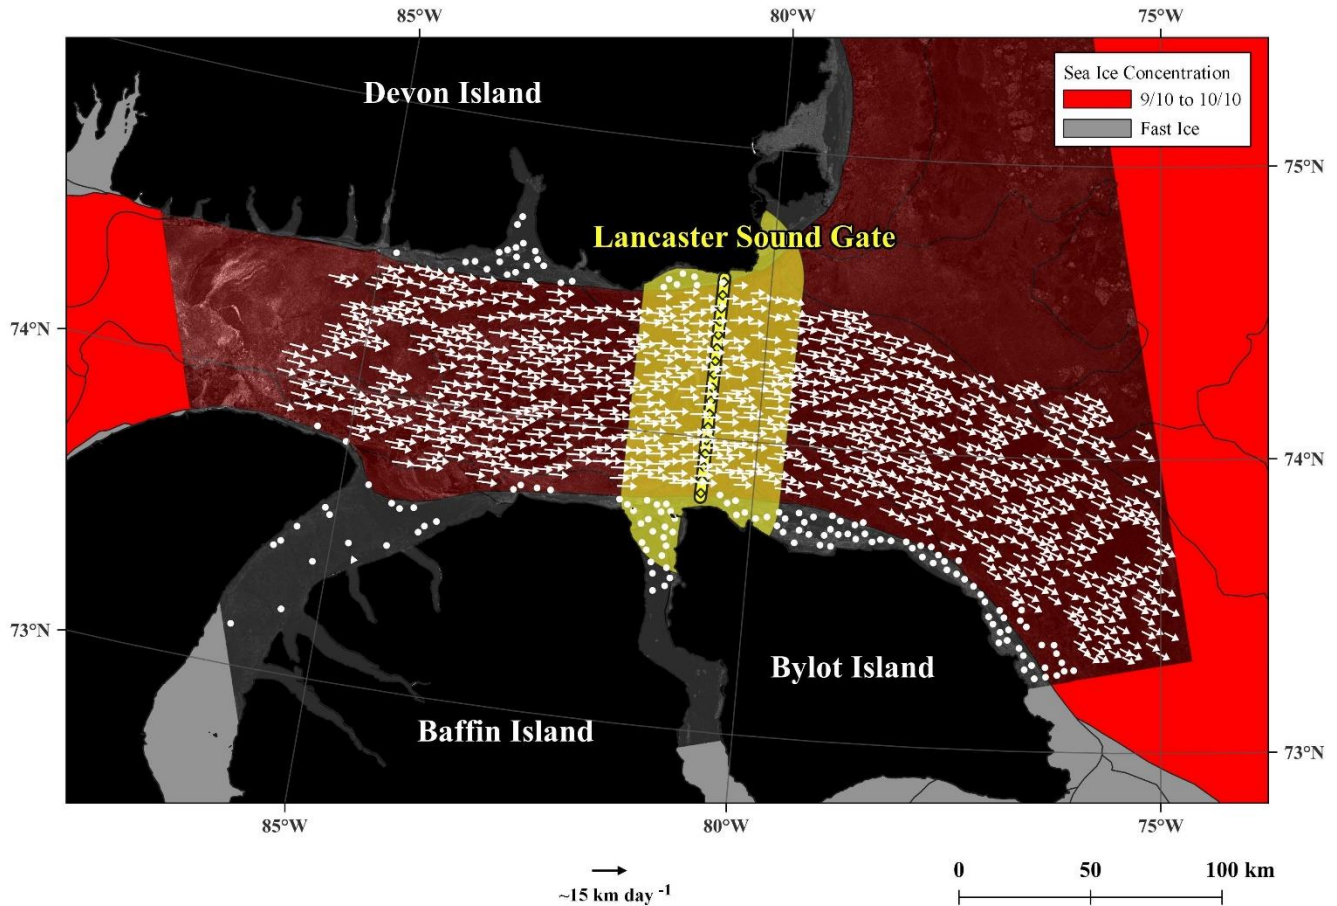 85°W
80°W
75°W
Sea Ice Concentration
9/10 to 10/10
Fast Ice
Devon Island
75°N
Lancaster Sound Gate
74°N
74°N
73°N
Bylot Island
Baffin Island
73°N
85°W
80°W
75°W
~15 km day -1
0 50 100 km